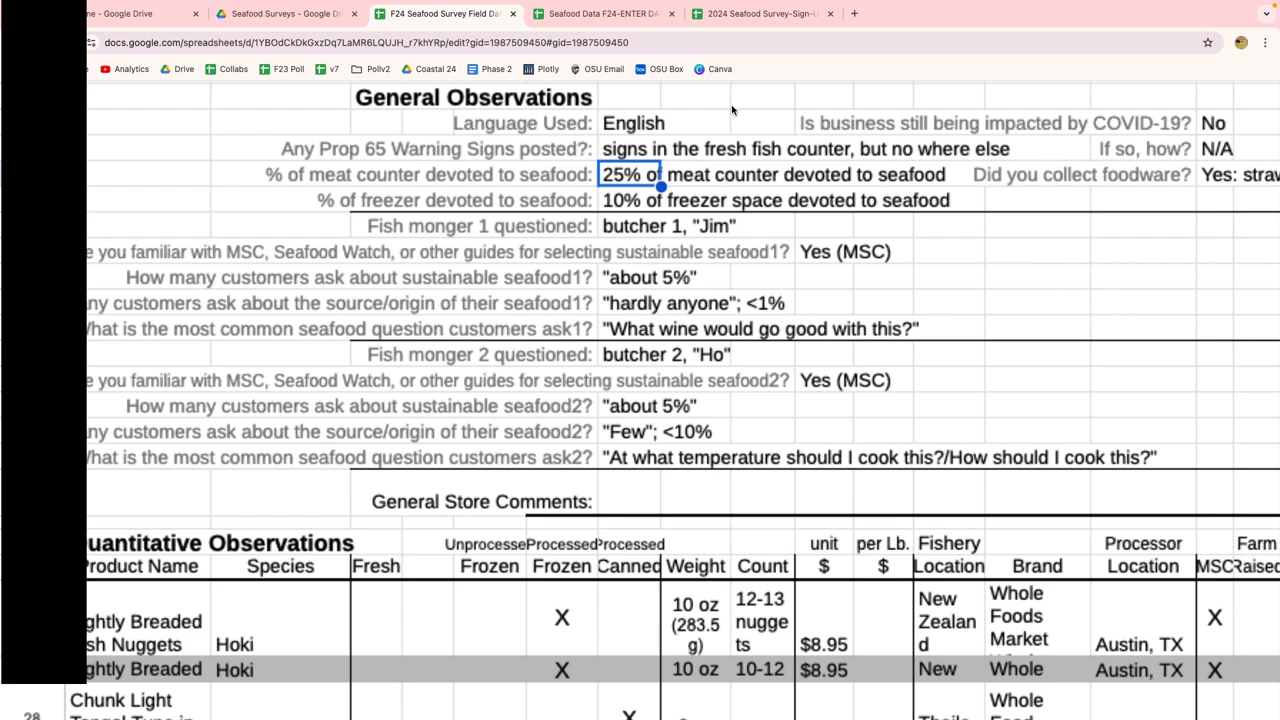 me - Google Drive Seafood Surveys - Google Dri F24 Seafood Survey Field Da Seafood Data F24-ENTER DA 2024 Seafood Survey-Sign-U
docs.google.com/spreadsheets/d/1YBOdCkDkGxzDq7LaMR6LQUJH_r7khYRp/edit?gid=1987509450#gid=1987509450
Analytics Drive Collabs F23 Poll v7 Pollv2 Coastal 24 Phase 2 Plotly OSU Email OSU Box Canva
General Observations
Language Used: English Is business still being impacted by COVID-19? No
Any Prop 65 Warning Signs posted?: signs in the fresh fish counter, but no where else If so, how? N/A
% of meat counter devoted to seafood: 25% of meat counter devoted to seafood Did you collect foodware? Yes: straw
% of freezer devoted to seafood: 10% of freezer space devoted to seafood
Fish monger 1 questioned: butcher 1, "Jim"
e you familiar with MSC, Seafood Watch, or other guides for selecting sustainable seafood1? Yes (MSC)
How many customers ask about sustainable seafood1? "about 5%"
any customers ask about the source/origin of their seafood1? "hardly anyone"; <1%
What is the most common seafood question customers ask1? "What wine would go good with this?"
Fish monger 2 questioned: butcher 2, "Ho"
e you familiar with MSC, Seafood Watch, or other guides for selecting sustainable seafood2? Yes (MSC)
How many customers ask about sustainable seafood2? "about 5%"
any customers ask about the source/origin of their seafood2? "Few"; <10%
What is the most common seafood question customers ask2? "At what temperature should I cook this?/How should I cook this?"
General Store Comments:
uantitative Observations Unprocesse Processed Processed unit per Lb. Fishery Processor Farm
Product Name Species Fresh Frozen Frozen Canned Weight Count $ $ Location Brand Location MSC Raised
ghtly Breaded
sh Nuggets Hoki X 10 oz
(283.5
g) 12-13
nugge
ts $8.95 New
Zealan
d Whole
Foods
Market Austin, TX X
ghtly Breaded Hoki X 10 oz 10-12 $8.95 New Whole Austin, TX X
28 Chunk Light X Whole